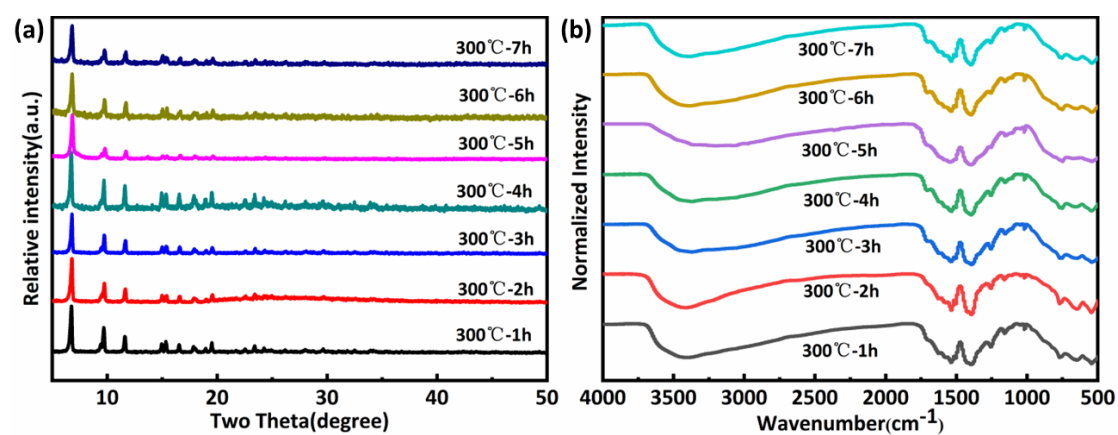 (a)
Relative intensity(a.u.)
300℃-7h
300℃-6h
300℃-5h
300℃-4h
300℃-3h
300℃-2h
300℃-1h
10 20 30 40 50
Two Theta(degree)
(b)
Normalized Intensity
300℃-7h
300℃-6h
300℃-5h
300℃-4h
300℃-3h
300℃-2h
300℃-1h
4000 3500 3000 2500 2000 1500 1000 500
Wavenumber(cm⁻¹)